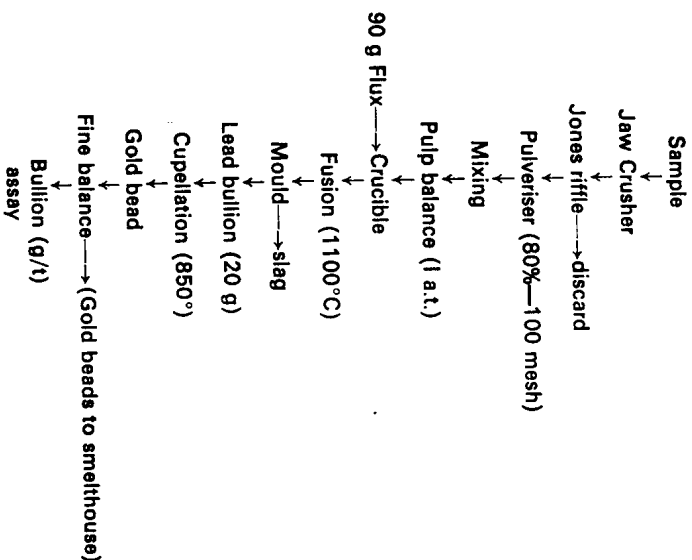 Sample
↓
Jaw Crusher
↓
Jones riffle—→discard
↓
Pulveriser (80%—100 mesh)
↓
Mixing
↓
Pulp balance (I a.t.)
↓
90 g Flux—→Crucible
↓
Fusion (1100°C)
↓
Mould—→slag
↓
Lead bullion (20 g)
↓
Cupellation (850°)
↓
Gold bead
↓
Fine balance—→(Gold beads to smelthouse)
↓
Bullion (g/t)
assay